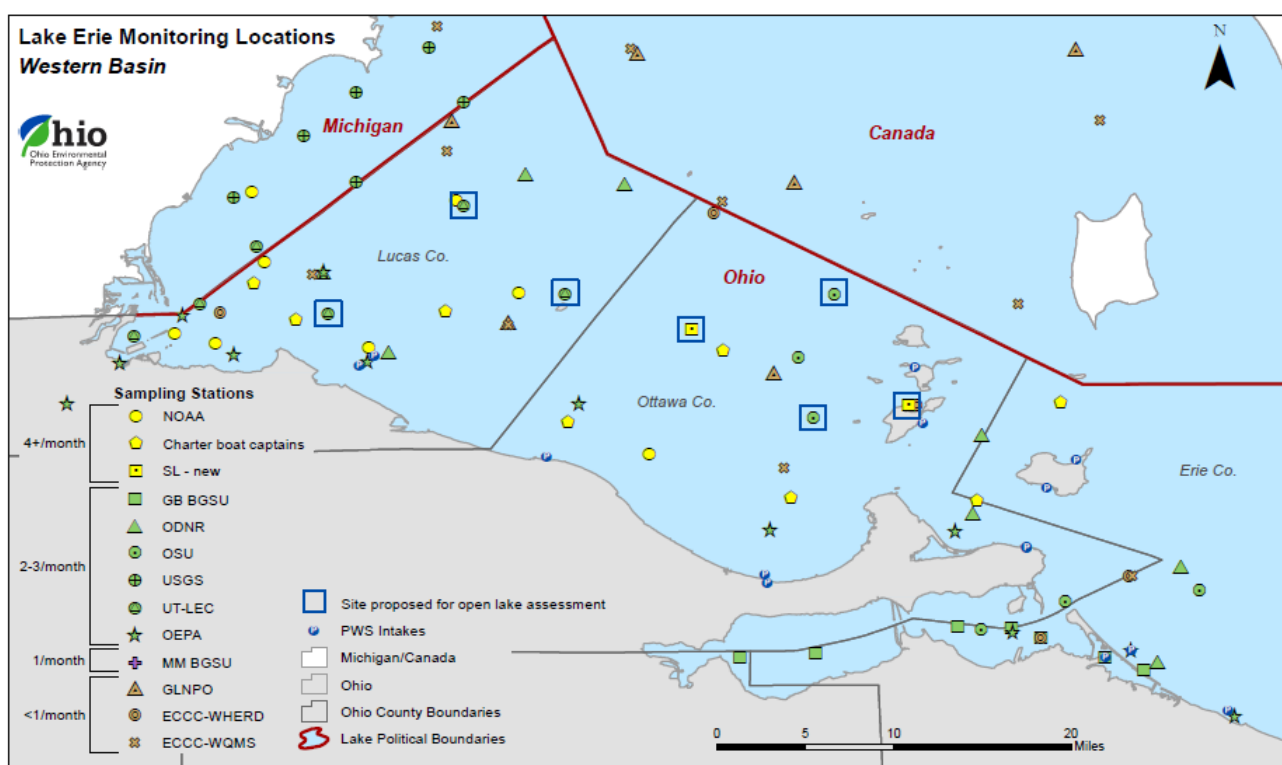 Lake Erie Monitoring Locations
Western Basin
Ohio
Ohio Environmental
Protection Agency
N
Michigan
Canada
Lucas Co.
Ohio
Ottawa Co.
Erie Co.
Sampling Stations
4+/month
NOAA
Charter boat captains
SL - new
2-3/month
GB BGSU
ODNR
OSU
USGS
UT-LEC
OEPA
1/month
MM BGSU
<1/month
GLNPO
ECCC-WHERD
ECCC-WQMS
Site proposed for open lake assessment
P PWS Intakes
Michigan/Canada
Ohio
Ohio County Boundaries
Lake Political Boundaries
0 5 10 20
Miles